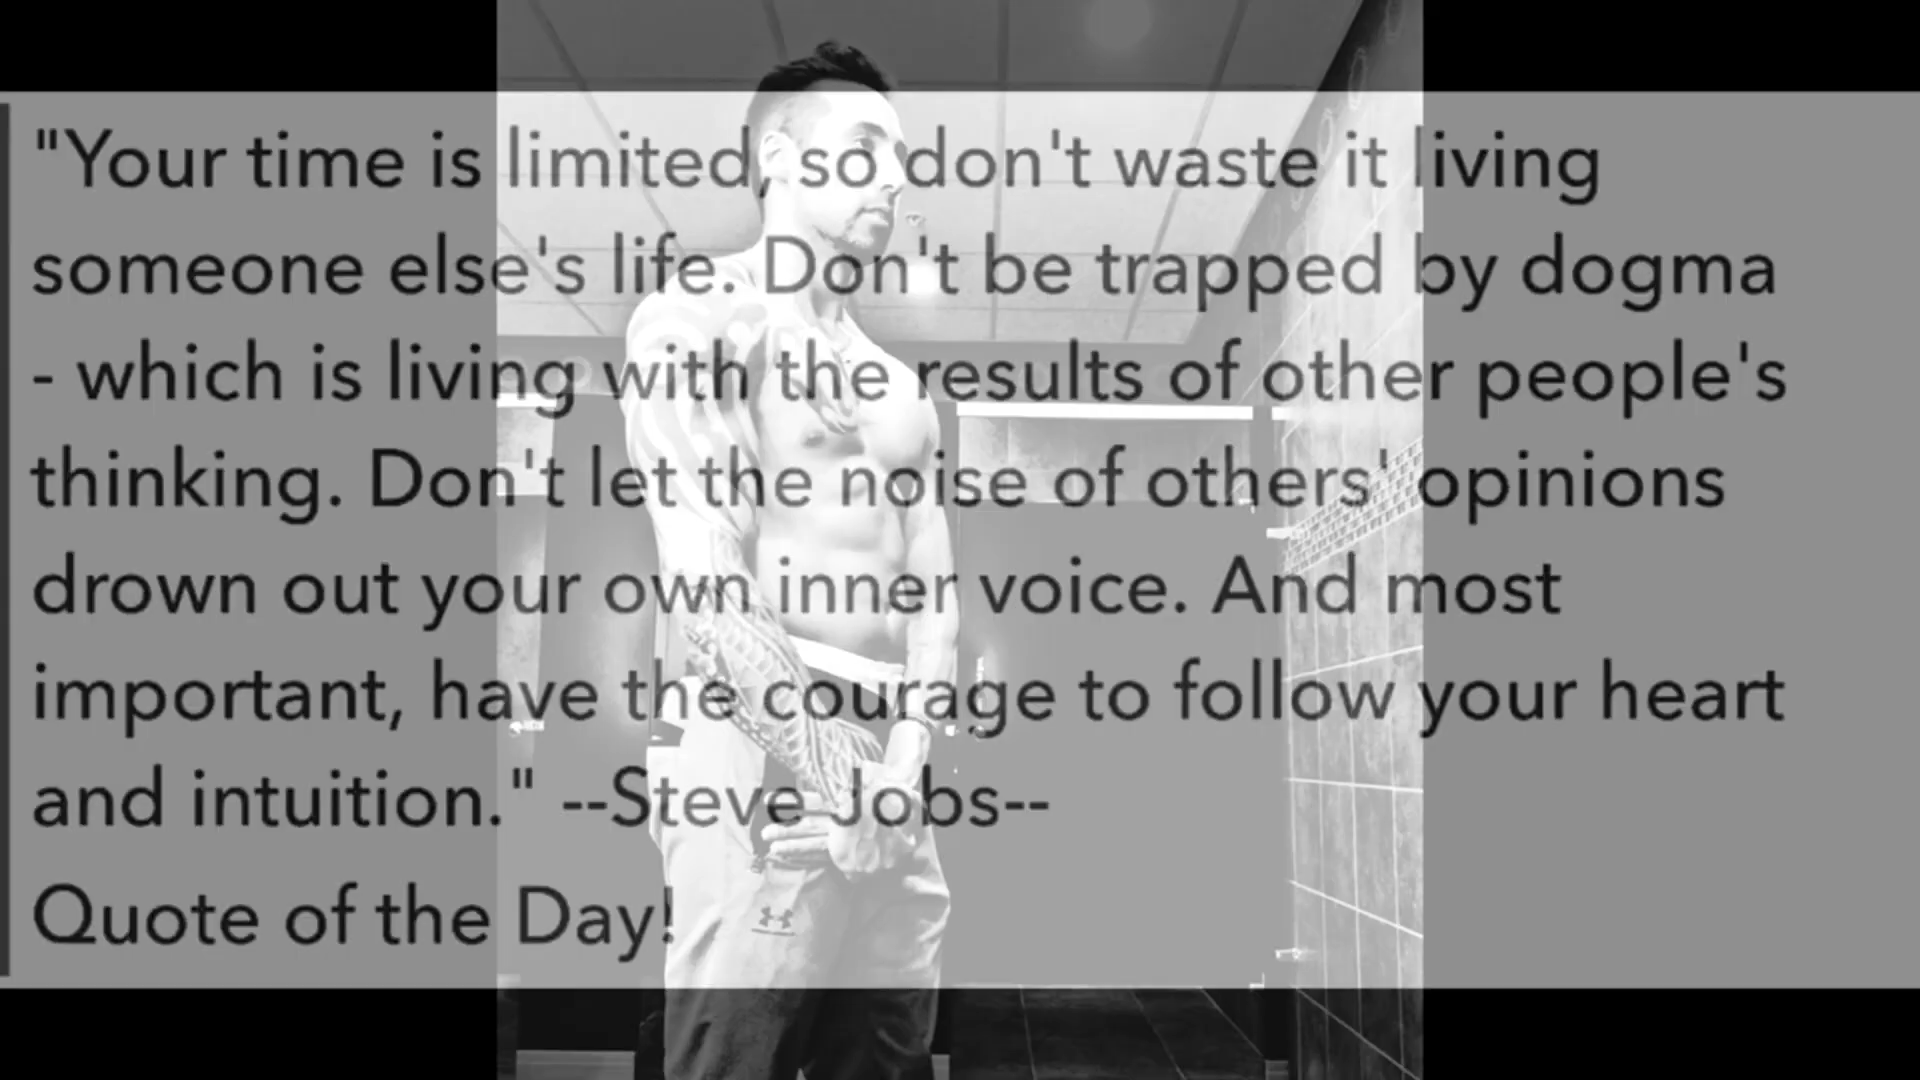 "Your time is limited, so don't waste it living
someone else's life. Don't be trapped by dogma
- which is living with the results of other people's
thinking. Don't let the noise of others' opinions
drown out your own inner voice. And most
important, have the courage to follow your heart
and intuition." --Steve Jobs--
Quote of the Day!